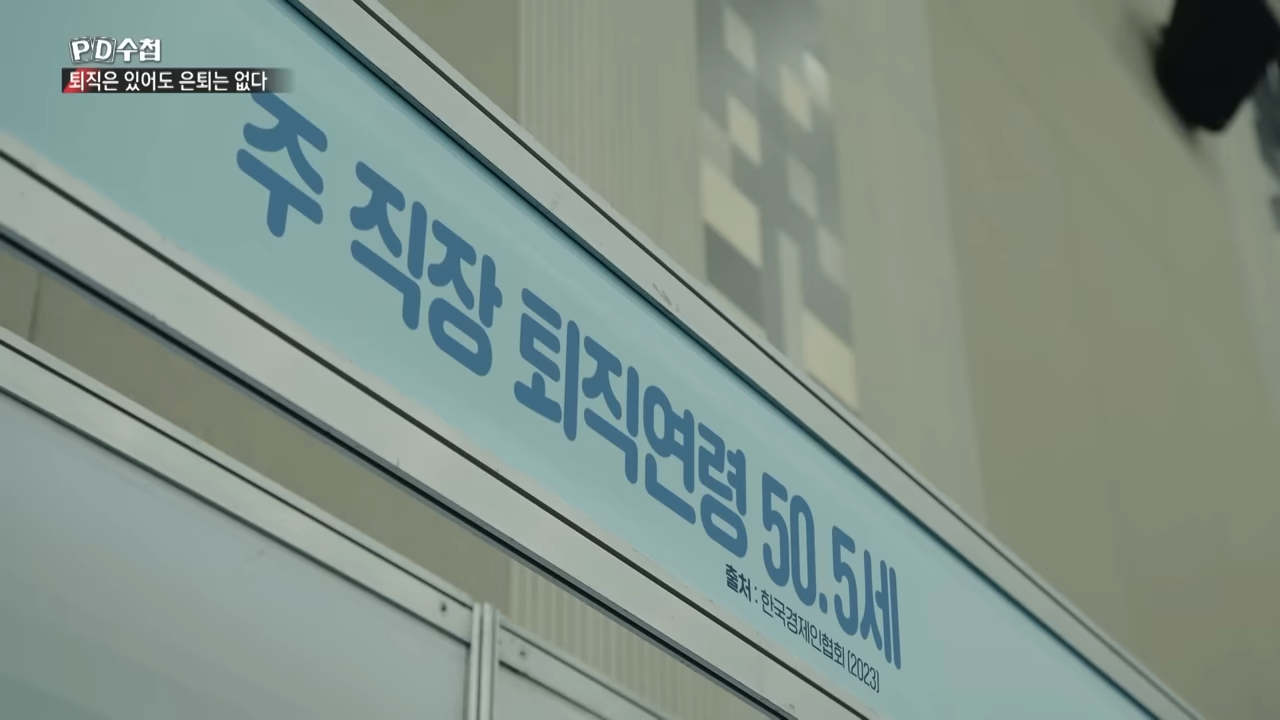 PD수첩
퇴직은 있어도 은퇴는 없다
주 직장 퇴직연령 50.5세
출처 : 한국경제인협회 (2023)